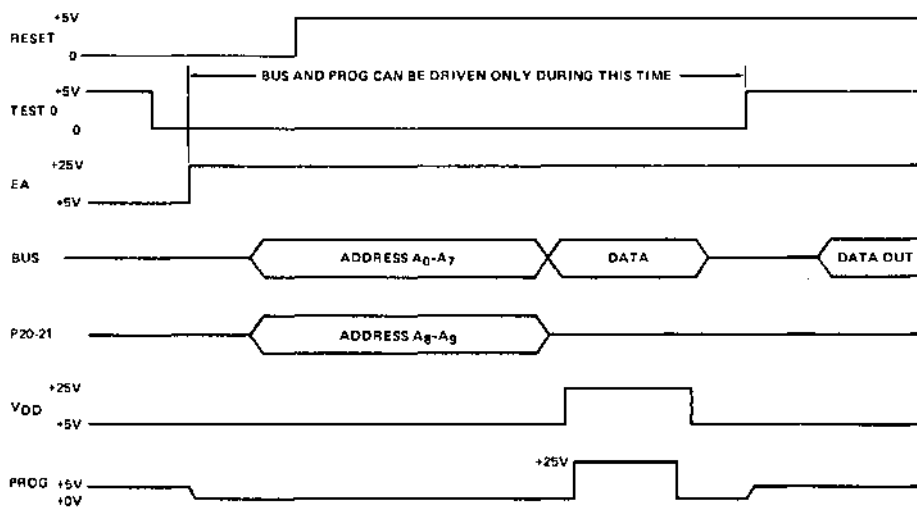 +5V
RESET
0
BUS AND PROG CAN BE DRIVEN ONLY DURING THIS TIME
+5V
TEST 0
0
+25V
EA
+5V
BUS
ADDRESS A0-A7
DATA
DATA OUT
P20-21
ADDRESS A8-A9
+25V
VDD
+5V
+25V
PROG +5V
+0V